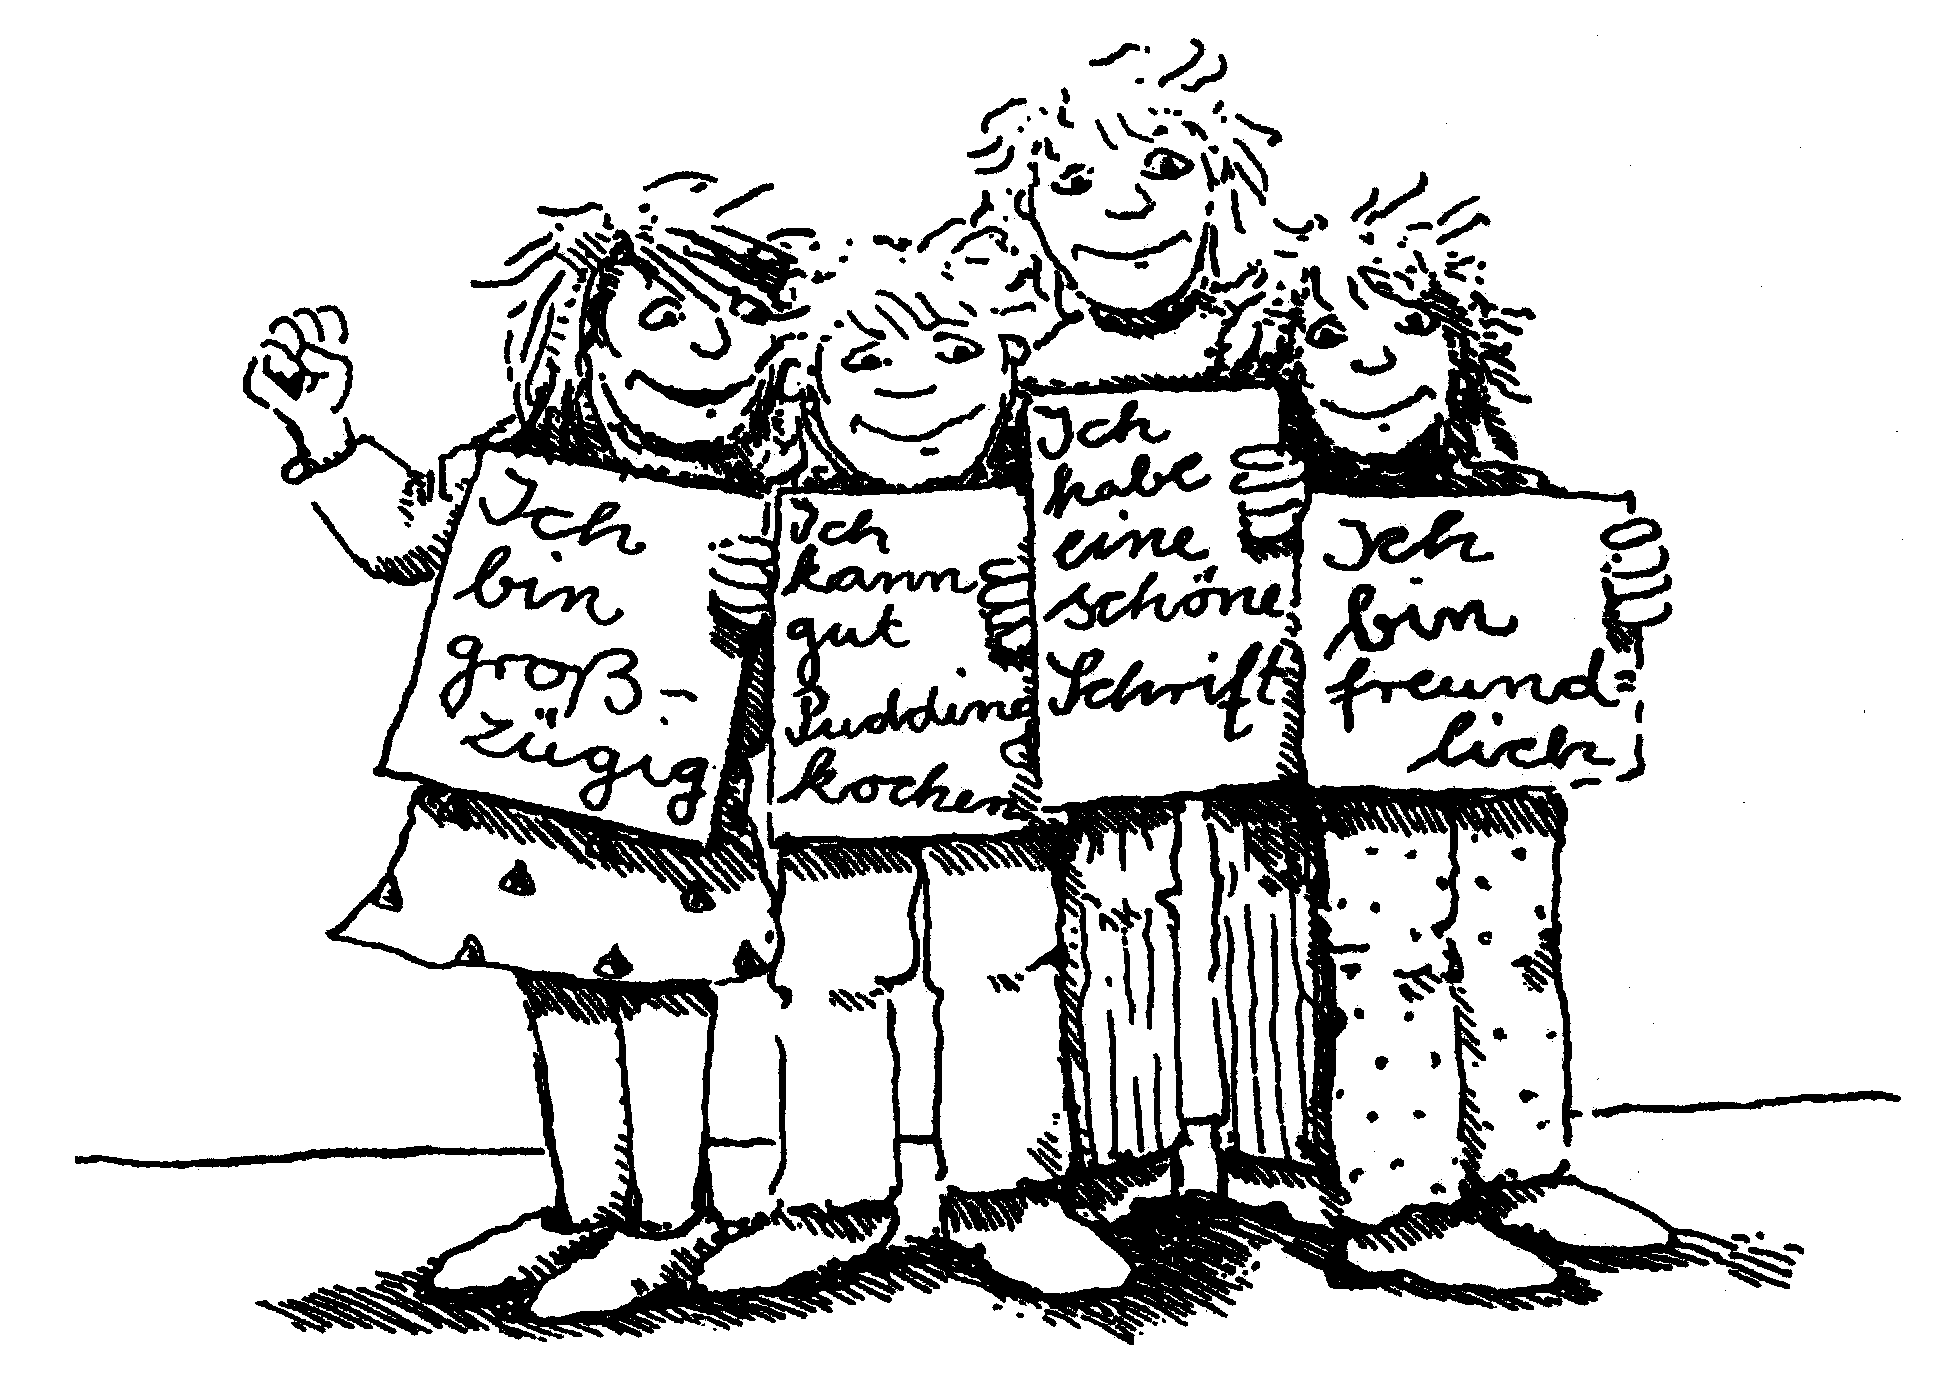 Ich
bin
groß-
zügig
Ich
kann
gut
Pudding
kochen
Ich
habe
eine
schöne
Schrift
Ich
bin
freund=
lich